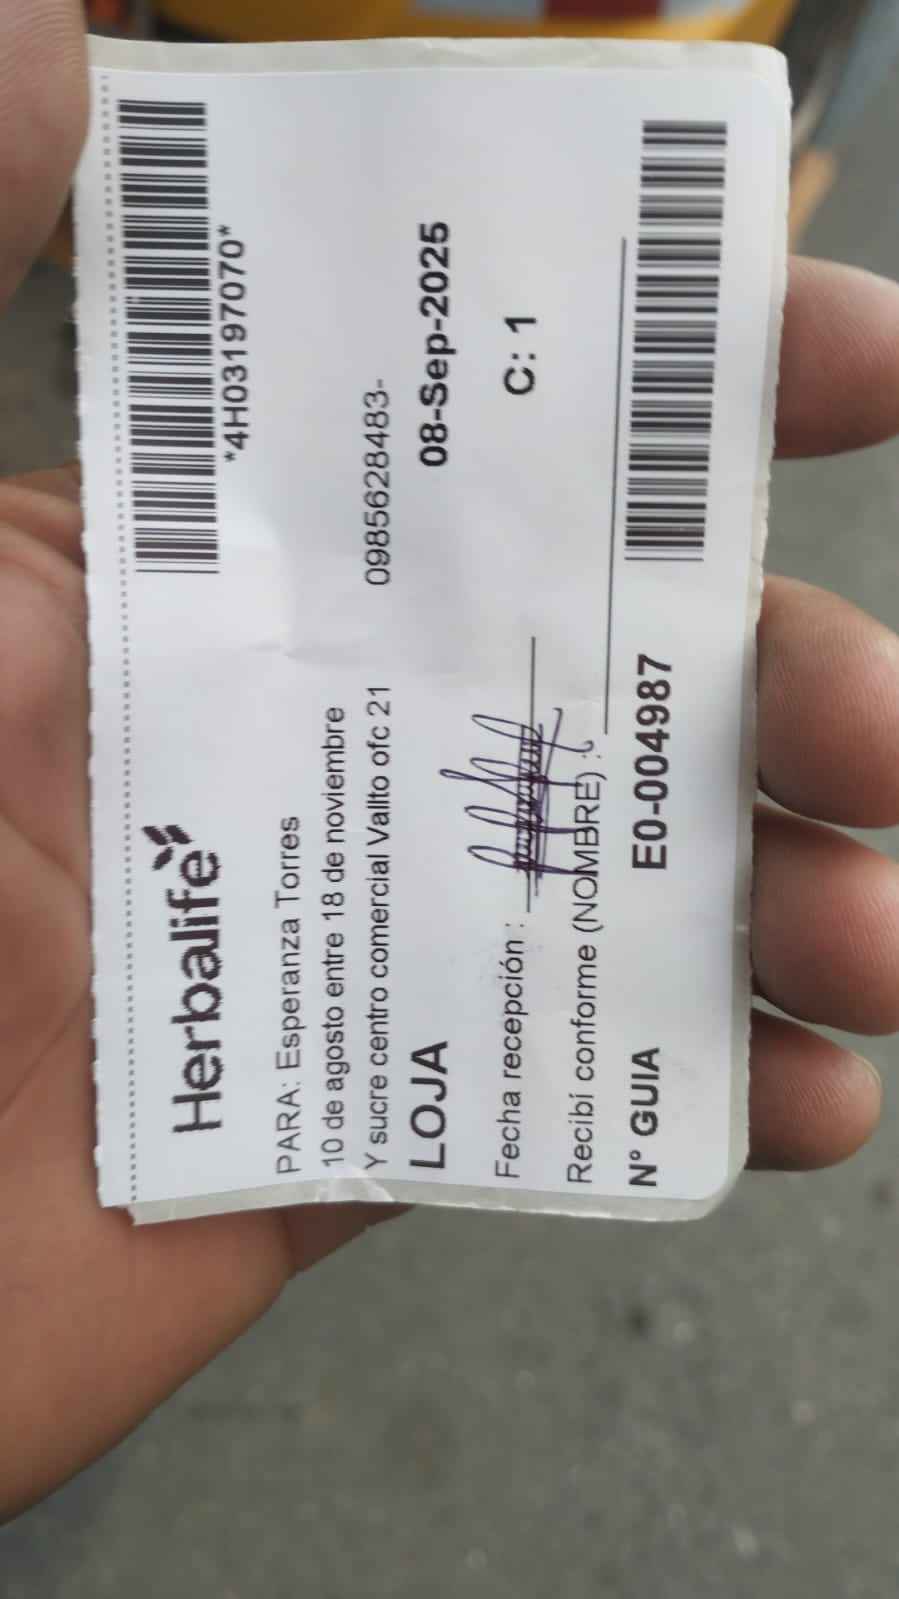 Herbalife
*4H03197070*
PARA: Esperanza Torres
10 de agosto entre 18 de noviembre
Y sucre centro comercial Vallto ofc 21 0985628483-
LOJA 08-Sep-2025
Fecha recepción : C: 1
Recibí conforme (NOMBRE) :
N° GUIA E0-004987